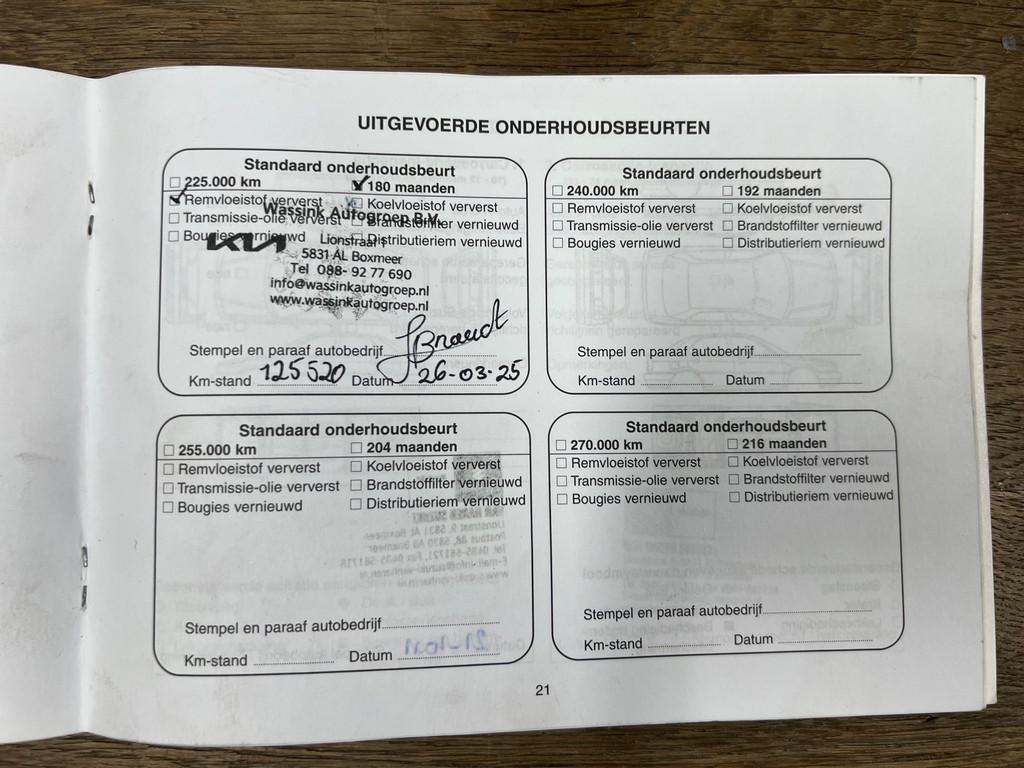 UITGEVOERDE ONDERHOUDSBEURTEN
Standaard onderhoudsbeurt
225.000 km 180 maanden
Remvloeistof ververst Koelvloeistof ververst
Transmissie-olie ververst Brandstoffilter vernieuwd
Bougies vernieuwd Distributieriem vernieuwd
Wassink Autogroep B.V.
KIA Lionstraat 1
5831 AL Boxmeer
Tel 088- 92 77 690
info@wassinkautogroep.nl
www.wassinkautogroep.nl
Stempel en paraaf autobedrijf Brandt
Km-stand 125520 Datum 26-03-25
Standaard onderhoudsbeurt
240.000 km 192 maanden
Remvloeistof ververst Koelvloeistof ververst
Transmissie-olie ververst Brandstoffilter vernieuwd
Bougies vernieuwd Distributieriem vernieuwd
Stempel en paraaf autobedrijf
Km-stand Datum
Standaard onderhoudsbeurt
255.000 km 204 maanden
Remvloeistof ververst Koelvloeistof ververst
Transmissie-olie ververst Brandstoffilter vernieuwd
Bougies vernieuwd Distributieriem vernieuwd
Stempel en paraaf autobedrijf
Km-stand Datum
Standaard onderhoudsbeurt
270.000 km 216 maanden
Remvloeistof ververst Koelvloeistof ververst
Transmissie-olie ververst Brandstoffilter vernieuwd
Bougies vernieuwd Distributieriem vernieuwd
Stempel en paraaf autobedrijf
Km-stand Datum
21